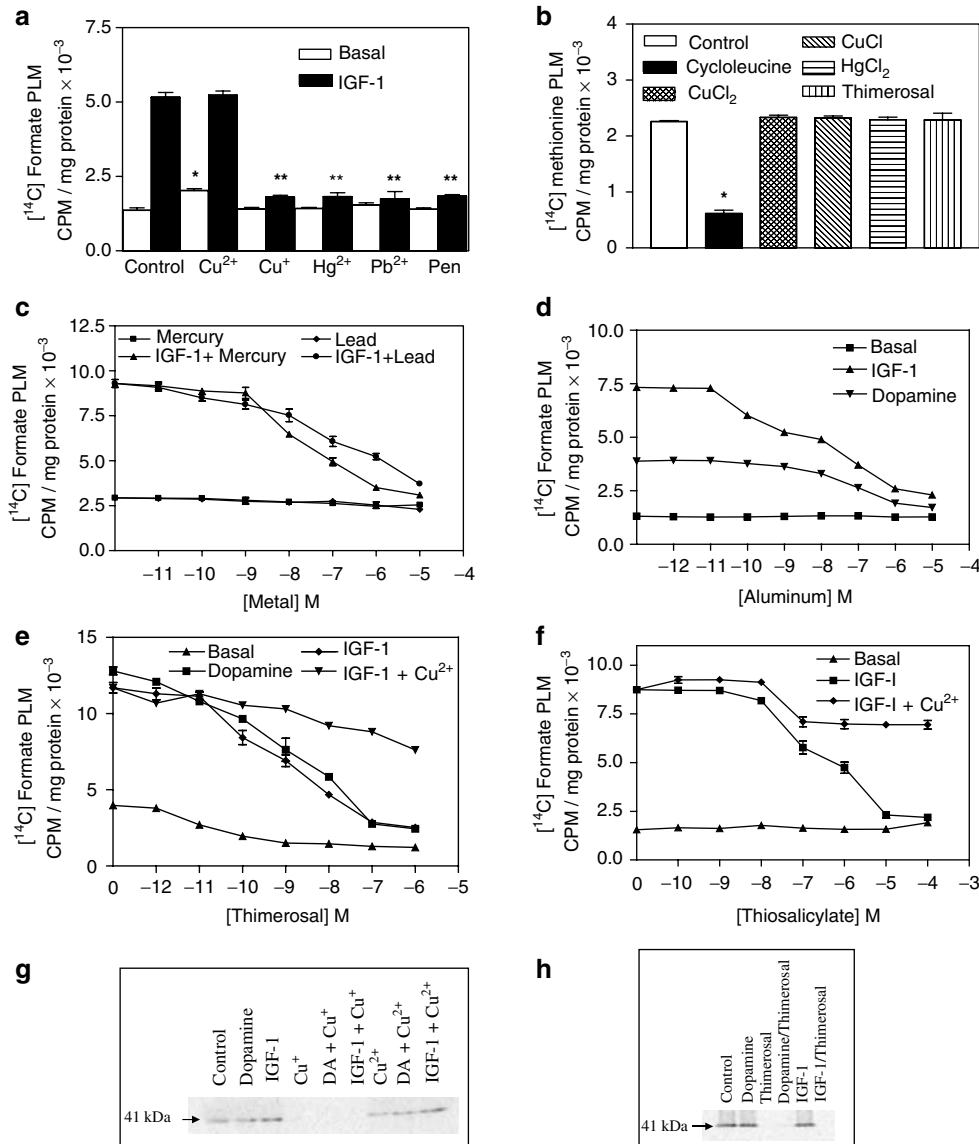 a
[¹⁴C] Formate PLM
CPM / mg protein × 10⁻³
7.5
5.0
2.5
0.0
Basal
IGF-1
*
**
**
**
**
Control
Cu²⁺
Cu⁺
Hg²⁺
Pb²⁺
Pen
b
[¹⁴C] methionine PLM
CPM / mg protein × 10⁻³
4
3
2
1
0
Control
Cycloleucine
CuCl₂
CuCl
HgCl₂
Thimerosal
*
c
[¹⁴C] Formate PLM
CPM / mg protein × 10⁻³
12.5
10.0
7.5
5.0
2.5
0.0
Mercury
Lead
IGF-1+ Mercury
IGF-1+Lead
−11 −10 −9 −8 −7 −6 −5 −4
[Metal] M
d
[¹⁴C] Formate PLM
CPM / mg protein × 10⁻³
10.0
7.5
5.0
2.5
0.0
Basal
IGF-1
Dopamine
−12 −11 −10 −9 −8 −7 −6 −5 −4
[Aluminum] M
e
[¹⁴C] Formate PLM
CPM / mg protein × 10⁻³
15
10
5
0
Basal
IGF-1
Dopamine
IGF-1 + Cu²⁺
0 −12 −11 −10 −9 −8 −7 −6 −5
[Thimerosal] M
f
[¹⁴C] Formate PLM
CPM / mg protein × 10⁻³
10.0
7.5
5.0
2.5
0.0
Basal
IGF-I
IGF-I + Cu²⁺
0 −10 −9 −8 −7 −6 −5 −4 −3
[Thiosalicylate] M
g
Control
Dopamine
IGF-1
Cu⁺
DA + Cu⁺
IGF-1 + Cu⁺
Cu²⁺
DA + Cu²⁺
IGF-1 + Cu²⁺
41 kDa
h
Control
Dopamine
Thimerosal
Dopamine/Thimerosal
IGF-1
IGF-1/Thimerosal
41 kDa